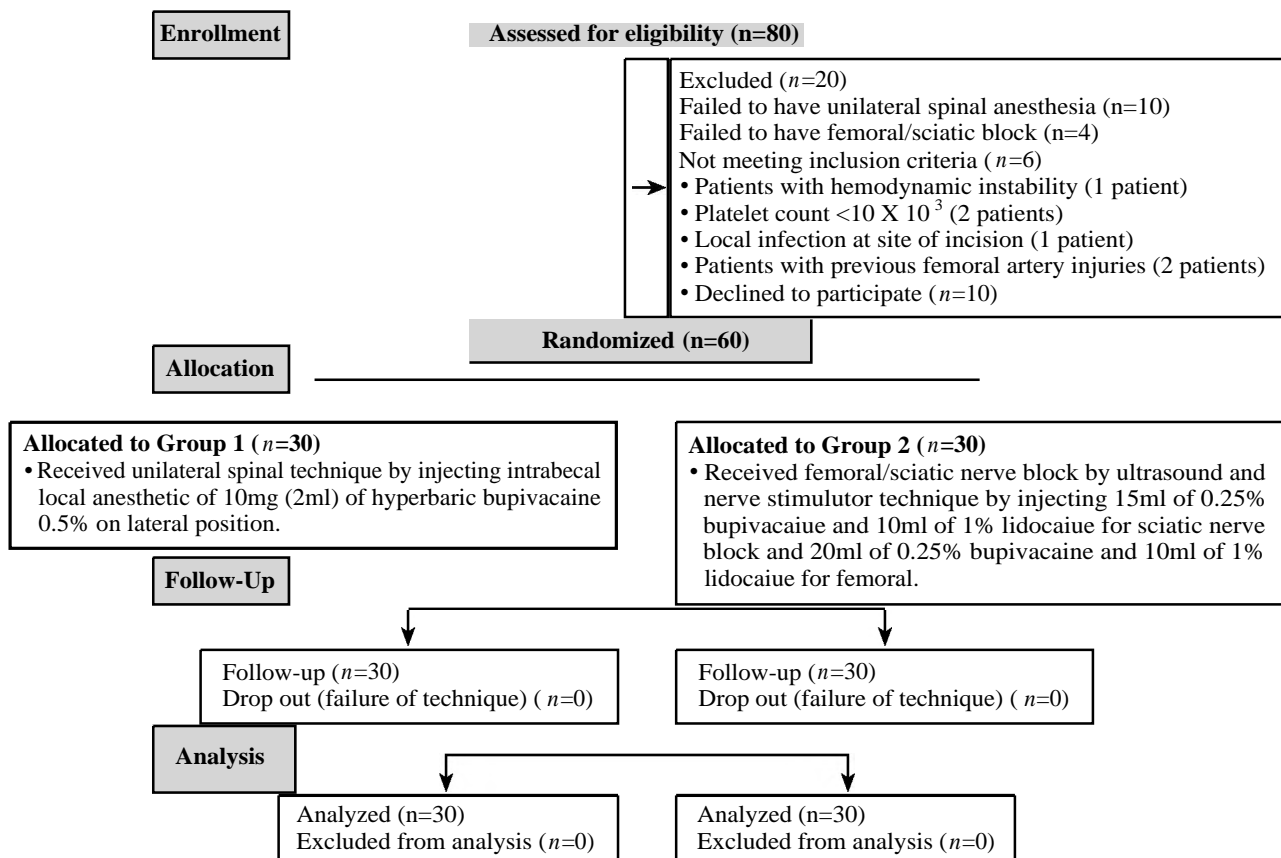 Enrollment
Assessed for eligibility (n=80)
Excluded (n=20)
Failed to have unilateral spinal anesthesia (n=10)
Failed to have femoral/sciatic block (n=4)
Not meeting inclusion criteria (n=6)
• Patients with hemodynamic instability (1 patient)
• Platelet count <10 X 10 3 (2 patients)
• Local infection at site of incision (1 patient)
• Patients with previous femoral artery injuries (2 patients)
• Declined to participate (n=10)
Randomized (n=60)
Allocation
Allocated to Group 1 (n=30)
• Received unilateral spinal technique by injecting intrabecal
local anesthetic of 10mg (2ml) of hyperbaric bupivacaine
0.5% on lateral position.
Allocated to Group 2 (n=30)
• Received femoral/sciatic nerve block by ultrasound and
nerve stimulutor technique by injecting 15ml of 0.25%
bupivacaiue and 10ml of 1% lidocaiue for sciatic nerve
block and 20ml of 0.25% bupivacaine and 10ml of 1%
lidocaiue for femoral.
Follow-Up
Follow-up (n=30)
Drop out (failure of technique) ( n=0)
Follow-up (n=30)
Drop out (failure of technique) ( n=0)
Analysis
Analyzed (n=30)
Excluded from analysis (n=0)
Analyzed (n=30)
Excluded from analysis (n=0)